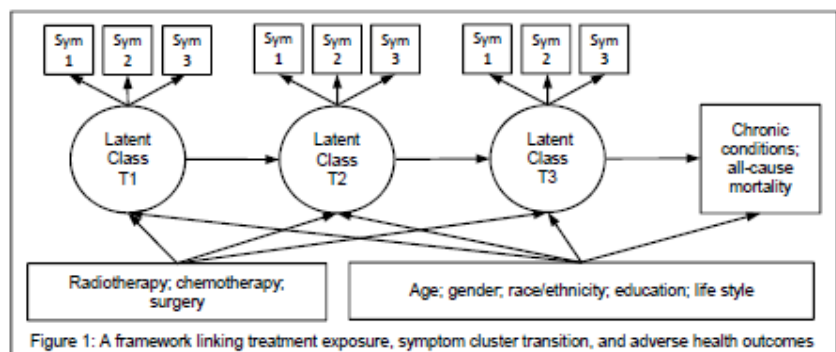 Sym 1
Sym 2
Sym 3
Sym 1
Sym 2
Sym 3
Sym 1
Sym 2
Sym 3
Latent
Class
T1
Latent
Class
T2
Latent
Class
T3
Chronic
conditions;
all-cause
mortality
Radiotherapy; chemotherapy;
surgery
Age; gender; race/ethnicity; education; life style
Figure 1: A framework linking treatment exposure, symptom cluster transition, and adverse health outcomes